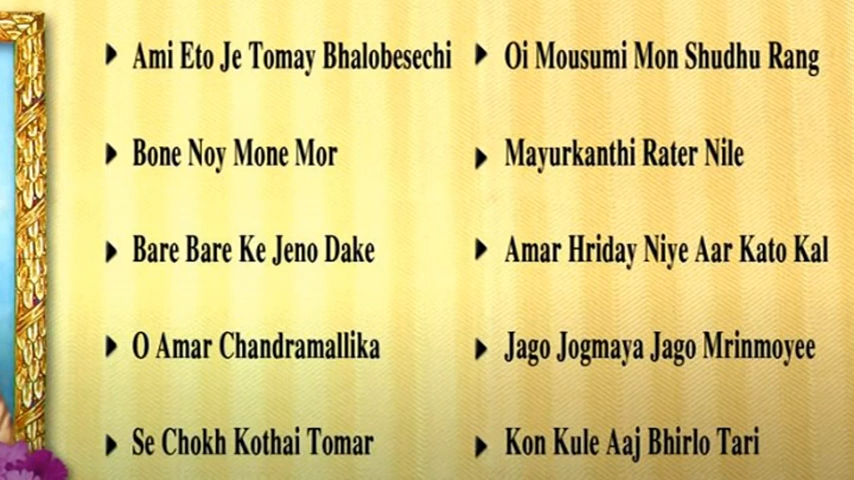 Ami Eto Je Tomay Bhalobesechi
Bone Noy Mone Mor
Bare Bare Ke Jeno Dake
O Amar Chandramallika
Se Chokh Kothai Tomar
Oi Mousumi Mon Shudhu Rang
Mayurkanthi Rater Nile
Amar Hriday Niye Aar Kato Kal
Jago Jogmaya Jago Mrinmoyee
Kon Kule Aaj Bhirlo Tari